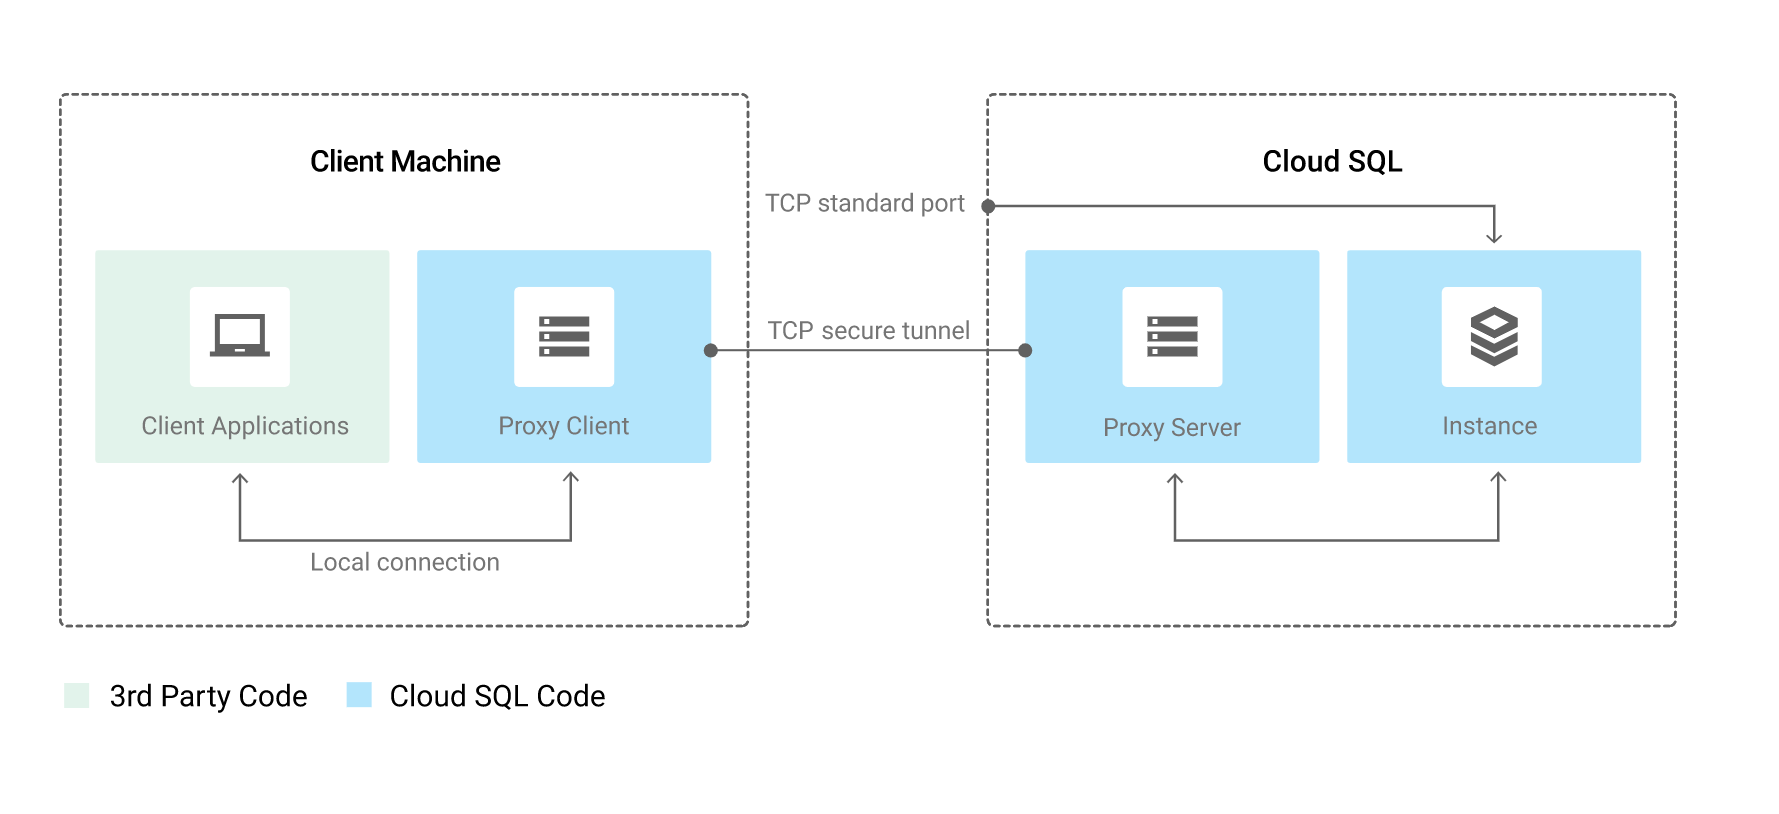 Client Machine
Cloud SQL
TCP standard port
TCP secure tunnel
Client Applications
Proxy Client
Proxy Server
Instance
Local connection
3rd Party Code
Cloud SQL Code